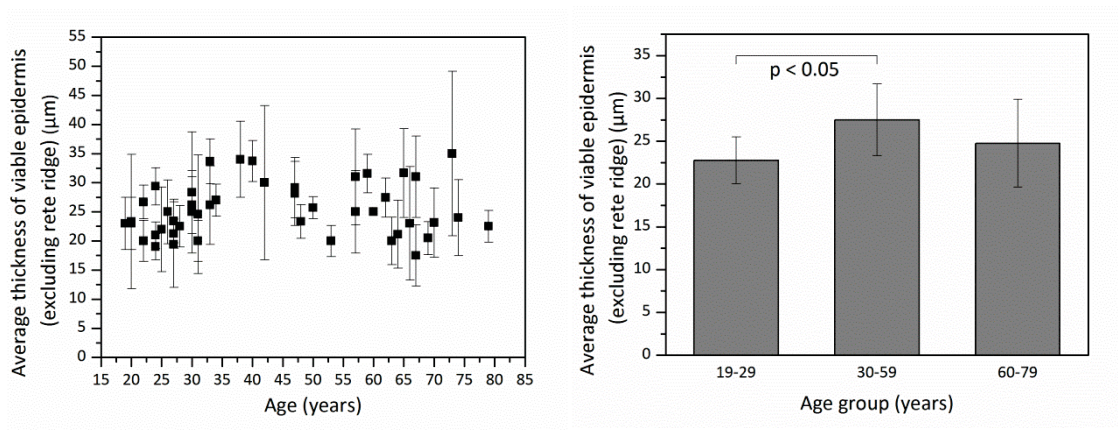 Average thickness of viable epidermis
(excluding rete ridge) (μm)
55
50
45
40
35
30
25
20
15
10
5
0
15 20 25 30 35 40 45 50 55 60 65 70 75 80 85
Age (years)
Average thickness of viable epidermis
(excluding rete ridge) (μm)
35
30
25
20
15
10
5
0
p < 0.05
19-29 30-59 60-79
Age group (years)